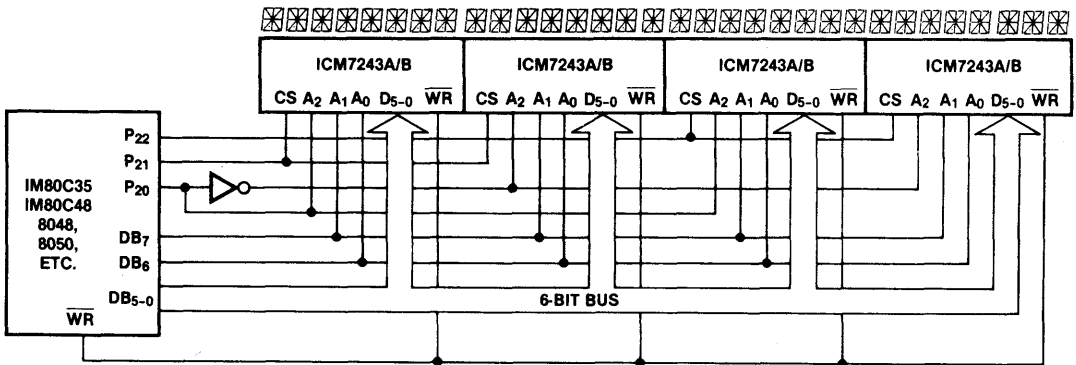 ICM7243A/B ICM7243A/B ICM7243A/B ICM7243A/B
CS A2 A1 A0 D5-0 WR CS A2 A1 A0 D5-0 WR CS A2 A1 A0 D5-0 WR CS A2 A1 A0 D5-0 WR
P22
P21
P20
IM80C35
IM80C48
8048,
8050,
ETC.
DB7
DB6
DB5-0
WR
6-BIT BUS